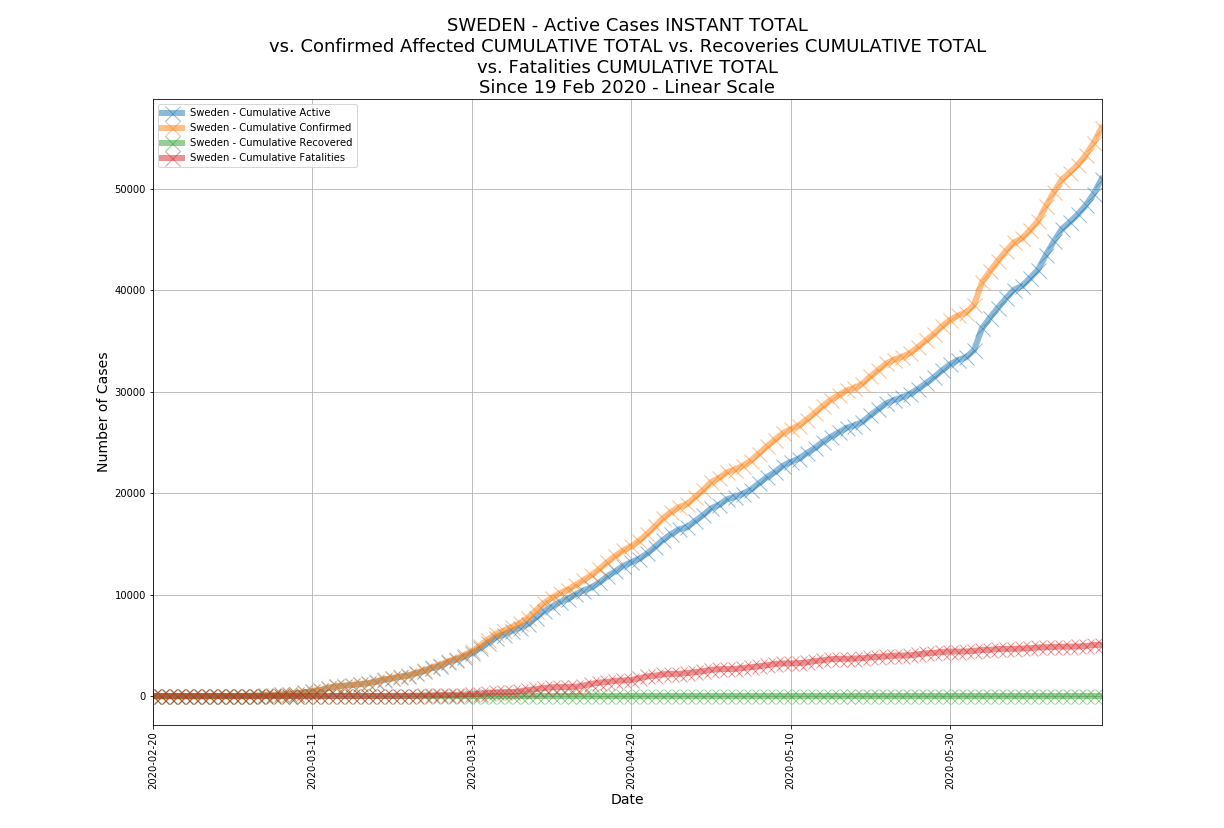 SWEDEN - Active Cases INSTANT TOTAL
vs. Confirmed Affected CUMULATIVE TOTAL vs. Recoveries CUMULATIVE TOTAL
vs. Fatalities CUMULATIVE TOTAL
Since 19 Feb 2020 - Linear Scale
Sweden - Cumulative Active
Sweden - Cumulative Confirmed
Sweden - Cumulative Recovered
Sweden - Cumulative Fatalities
Number of Cases
50000
40000
30000
20000
10000
0
2020-02-20
2020-03-11
2020-03-31
2020-04-20
2020-05-10
2020-05-30
Date